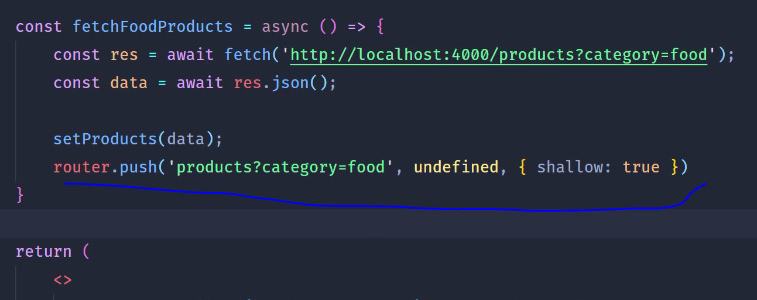 const fetchFoodProducts = async () => {
const res = await fetch('http://localhost:4000/products?category=food');
const data = await res.json();
setProducts(data);
router.push('products?category=food', undefined, { shallow: true })
}
return (
<>